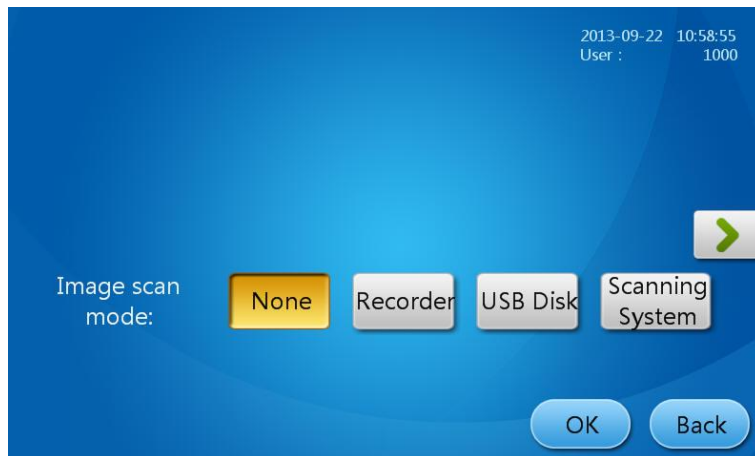 2013-09-22 10:58:55
User : 1000
Image scan
mode:
None
Recorder
USB Disk
Scanning
System
OK
Back